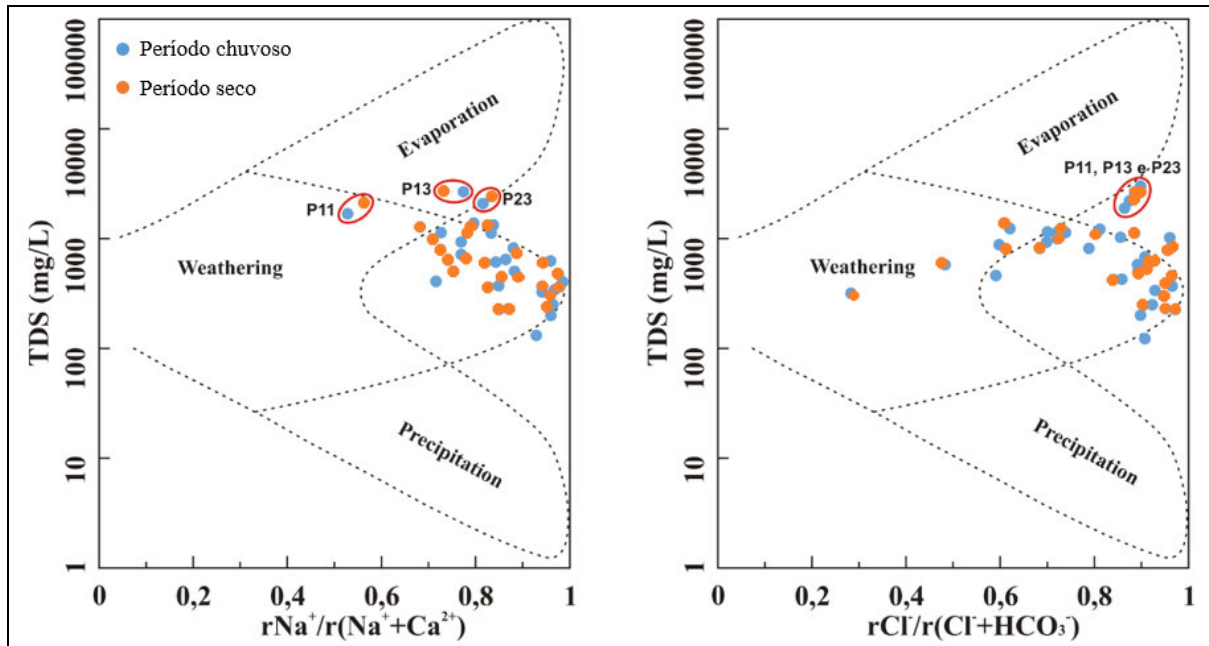 Período chuvoso
Período seco
Evaporation
Weathering
Precipitation
P11
P13
P23
TDS (mg/L)
100000
10000
1000
100
10
1
0
0,2
0,4
0,6
0,8
1
rNa⁺/r(Na⁺+Ca²⁺)
Evaporation
Weathering
Precipitation
P11, P13 e P23
TDS (mg/L)
100000
10000
1000
100
10
1
0
0,2
0,4
0,6
0,8
1
rCl⁻/r(Cl⁻+HCO₃⁻)